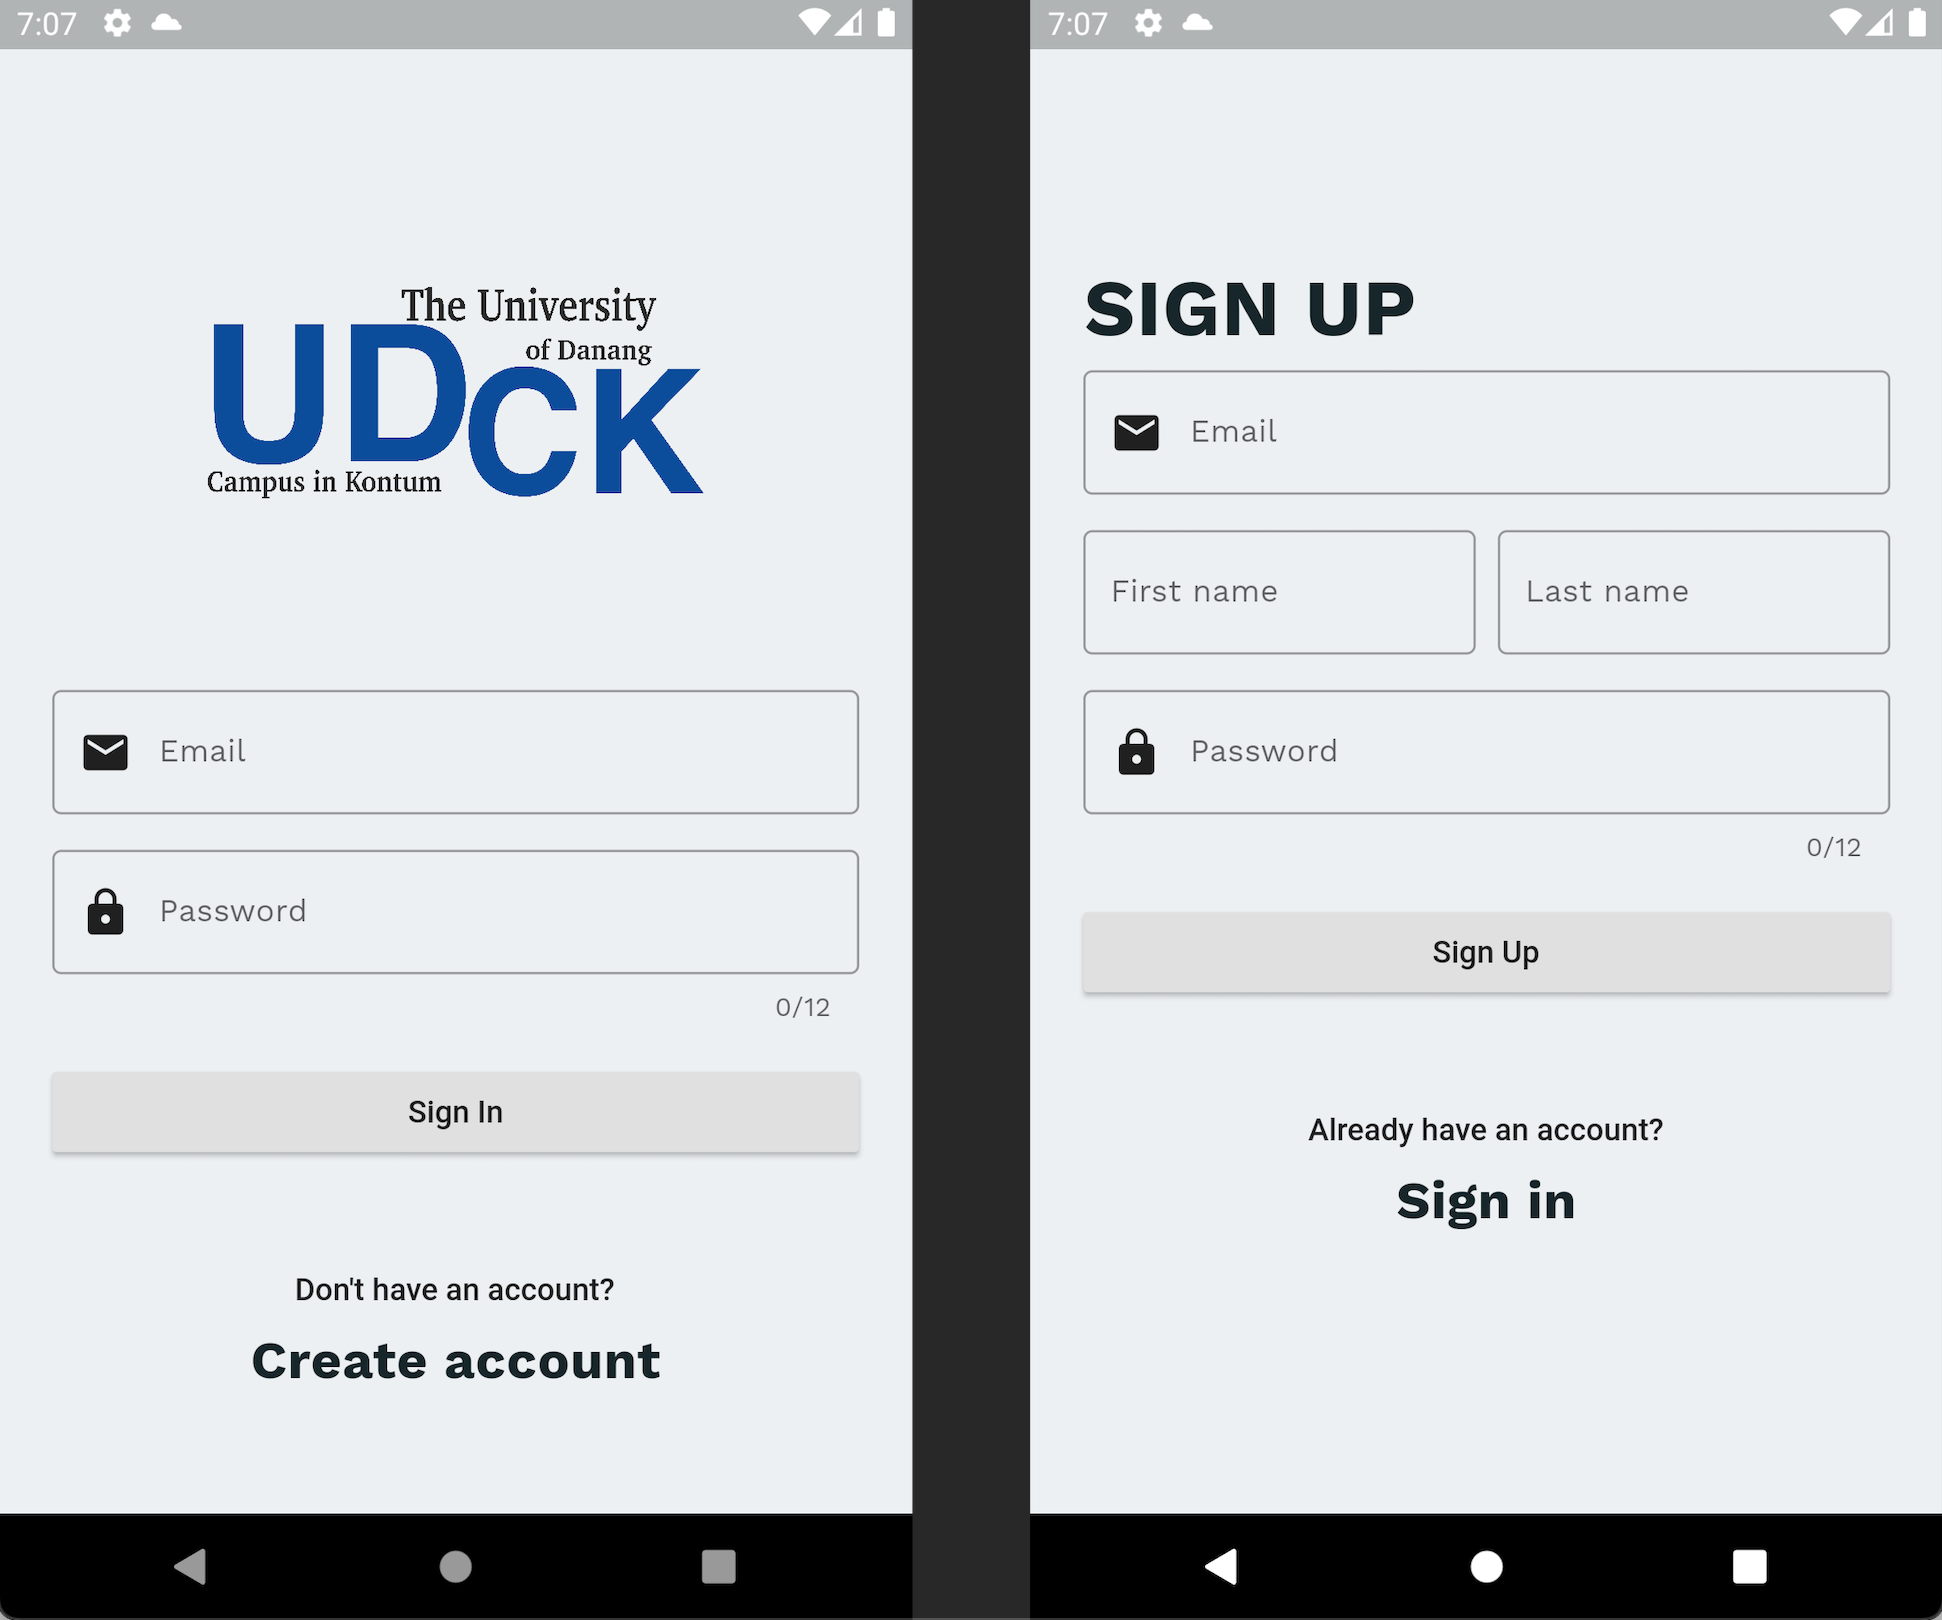 7:07
The University
of Danang
UDCK
Campus in Kontum
Email
Password
0/12
Sign In
Don't have an account?
Create account
7:07
SIGN UP
Email
First name
Last name
Password
0/12
Sign Up
Already have an account?
Sign in